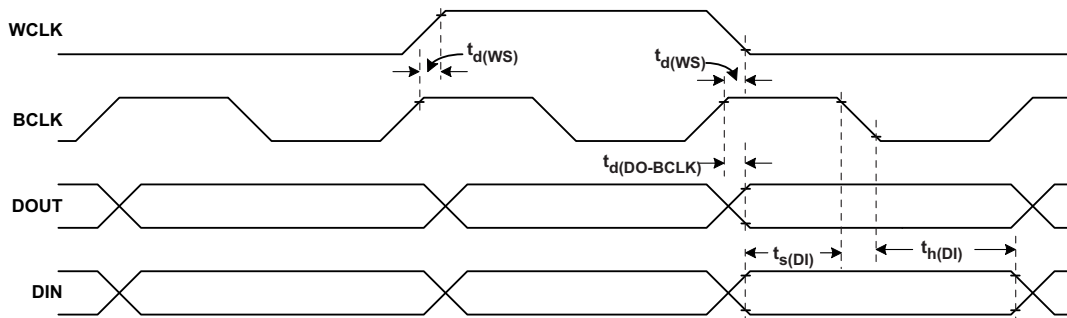 WCLK
td(WS)
td(WS)
BCLK
td(DO-BCLK)
DOUT
ts(DI)
th(DI)
DIN